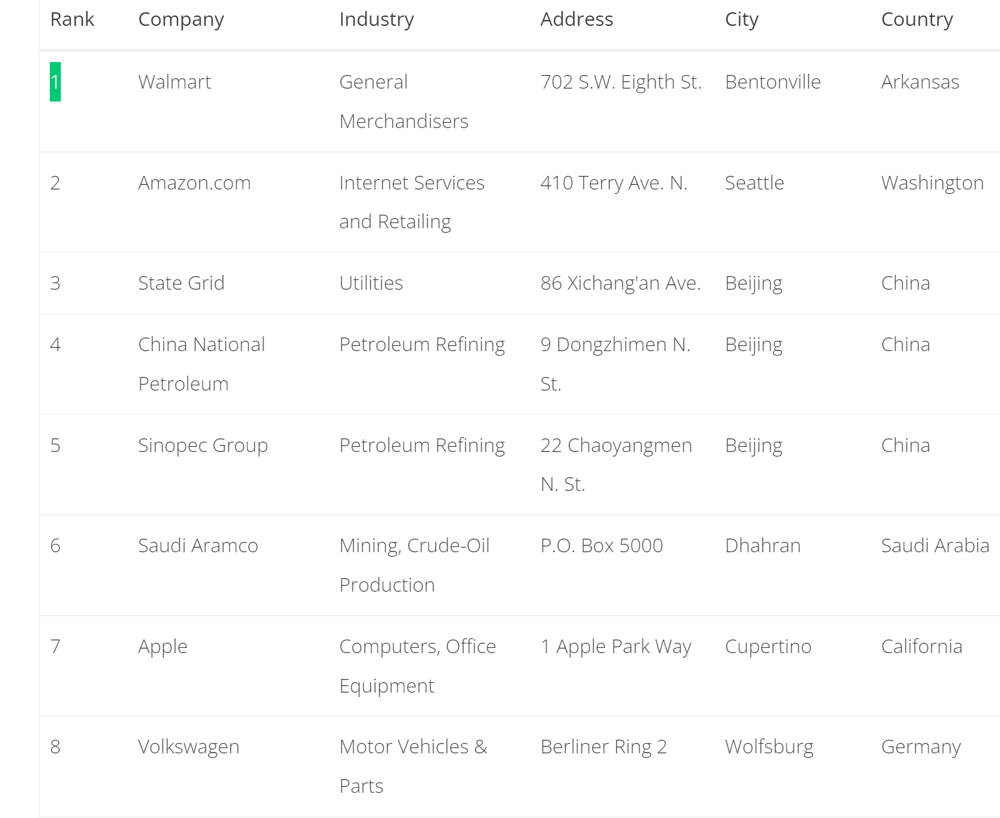 Rank Company Industry Address City Country
1 Walmart General 702 S.W. Eighth St. Bentonville Arkansas
Merchandisers
2 Amazon.com Internet Services 410 Terry Ave. N. Seattle Washington
and Retailing
3 State Grid Utilities 86 Xichang'an Ave. Beijing China
4 China National Petroleum Refining 9 Dongzhimen N. Beijing China
Petroleum St.
5 Sinopec Group Petroleum Refining 22 Chaoyangmen Beijing China
N. St.
6 Saudi Aramco Mining, Crude-Oil P.O. Box 5000 Dhahran Saudi Arabia
Production
7 Apple Computers, Office 1 Apple Park Way Cupertino California
Equipment
8 Volkswagen Motor Vehicles & Berliner Ring 2 Wolfsburg Germany
Parts